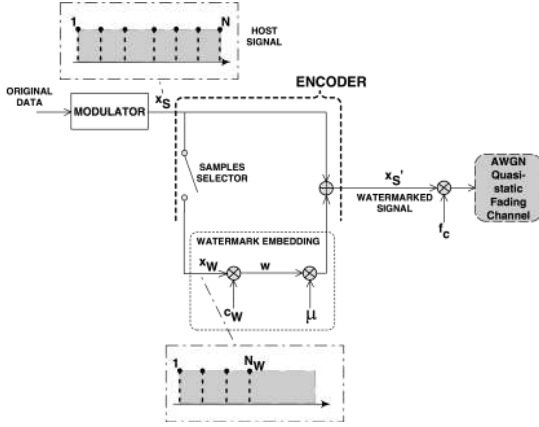 1 N
HOST
SIGNAL
ORIGINAL
DATA
MODULATOR
xS
ENCODER
SAMPLES
SELECTOR
xS'
WATERMARKED
SIGNAL
fc
AWGN
Quasi-
static
Fading
Channel
WATERMARK EMBEDDING
xW
w
cW
μ
1 NW